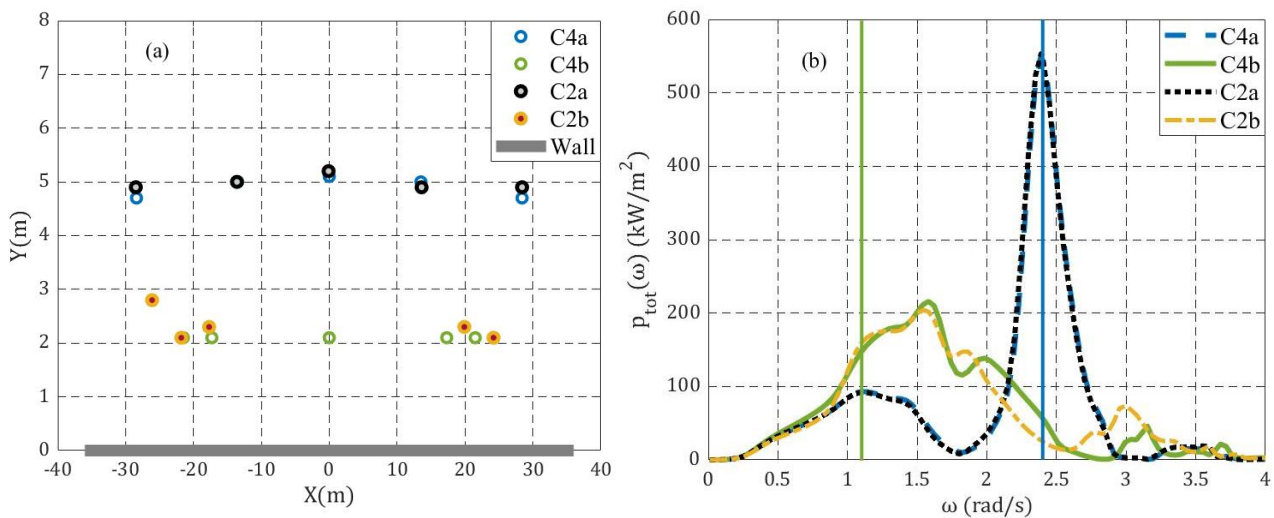 (a)
C4a
C4b
C2a
C2b
Wall
8
7
6
5
4
3
2
1
0
Y(m)
-40 -30 -20 -10 0 10 20 30 40
X(m)
(b)
C4a
C4b
C2a
C2b
600
500
400
300
200
100
0
p_tot(ω) (kW/m²)
0 0.5 1 1.5 2 2.5 3 3.5 4
ω (rad/s)